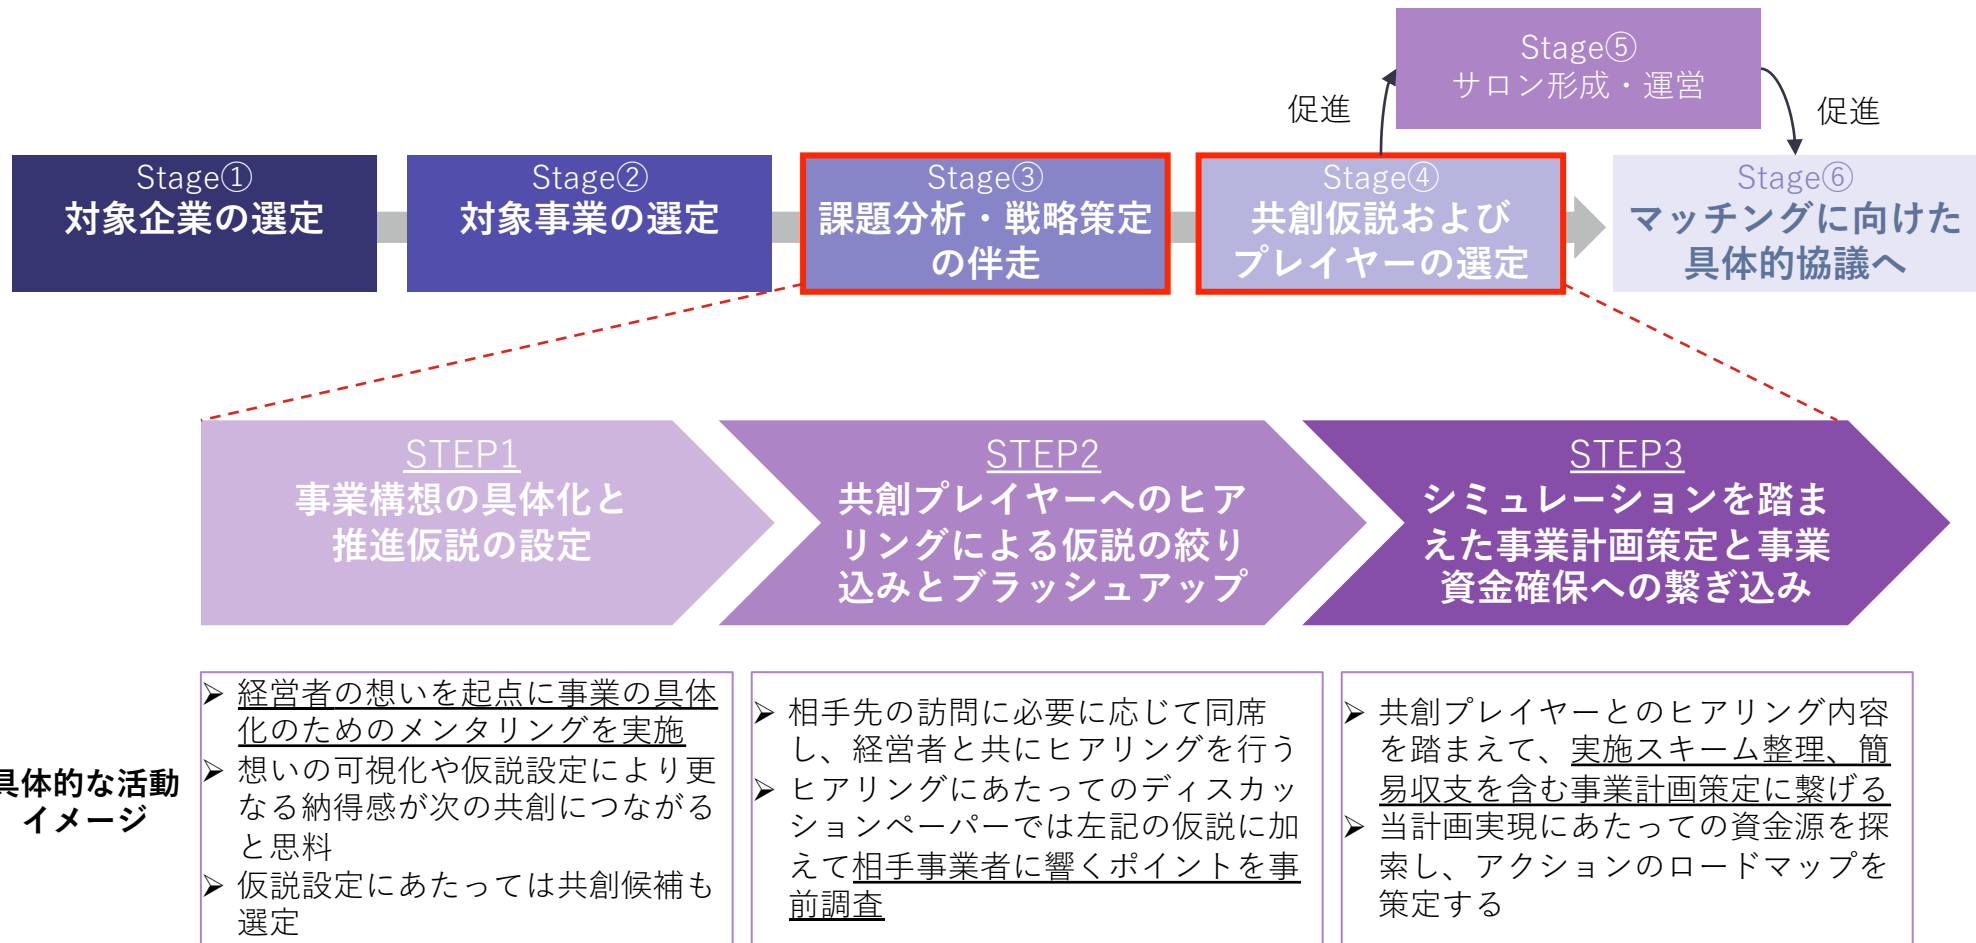 Stage⑤
サロン形成・運営
促進
促進
Stage①
対象企業の選定
Stage②
対象事業の選定
Stage③
課題分析・戦略策定
の伴走
Stage④
共創仮説および
プレイヤーの選定
Stage⑥
マッチングに向けた
具体的協議へ
STEP1
事業構想の具体化と
推進仮説の設定
STEP2
共創プレイヤーへのヒア
リングによる仮説の絞り
込みとブラッシュアップ
STEP3
シミュレーションを踏ま
えた事業計画策定と事業
資金確保への繋ぎ込み
具体的な活動
イメージ
➢ 経営者の想いを起点に事業の具体
化のためのメンタリングを実施
➢ 想いの可視化や仮説設定により更
なる納得感が次の共創につながる
と思料
➢ 仮説設定にあたっては共創候補も
選定
➢ 相手先の訪問に必要に応じて同席
し、経営者と共にヒアリングを行う
➢ ヒアリングにあたってのディスカッ
ションペーパーでは左記の仮説に加
えて相手事業者に響くポイントを事
前調査
➢ 共創プレイヤーとのヒアリング内容
を踏まえて、実施スキーム整理、簡
易収支を含む事業計画策定に繋げる
➢ 当計画実現にあたっての資金源を探
索し、アクションのロードマップを
策定する